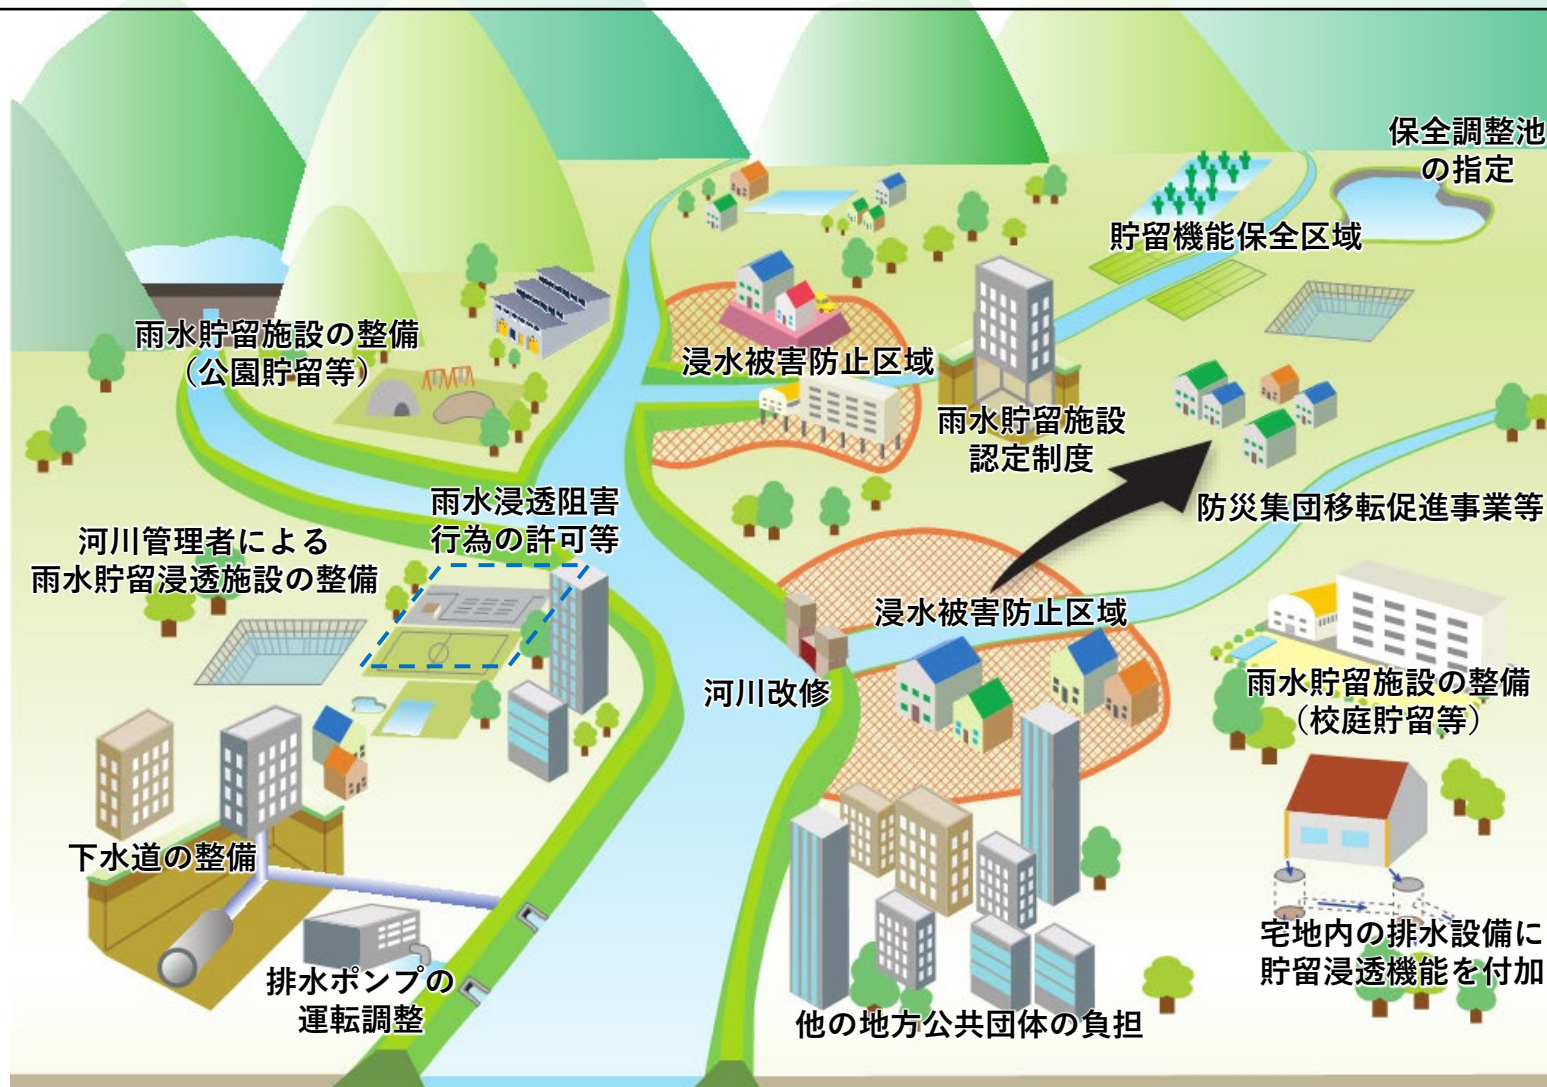 保全調整池
の指定
貯留機能保全区域
雨水貯留施設の整備
（公園貯留等）
浸水被害防止区域
雨水貯留施設
認定制度
雨水浸透阻害
行為の許可等
防災集団移転促進事業等
河川管理者による
雨水貯留浸透施設の整備
浸水被害防止区域
河川改修
雨水貯留施設の整備
（校庭貯留等）
下水道の整備
宅地内の排水設備に
貯留浸透機能を付加
排水ポンプの
運転調整
他の地方公共団体の負担